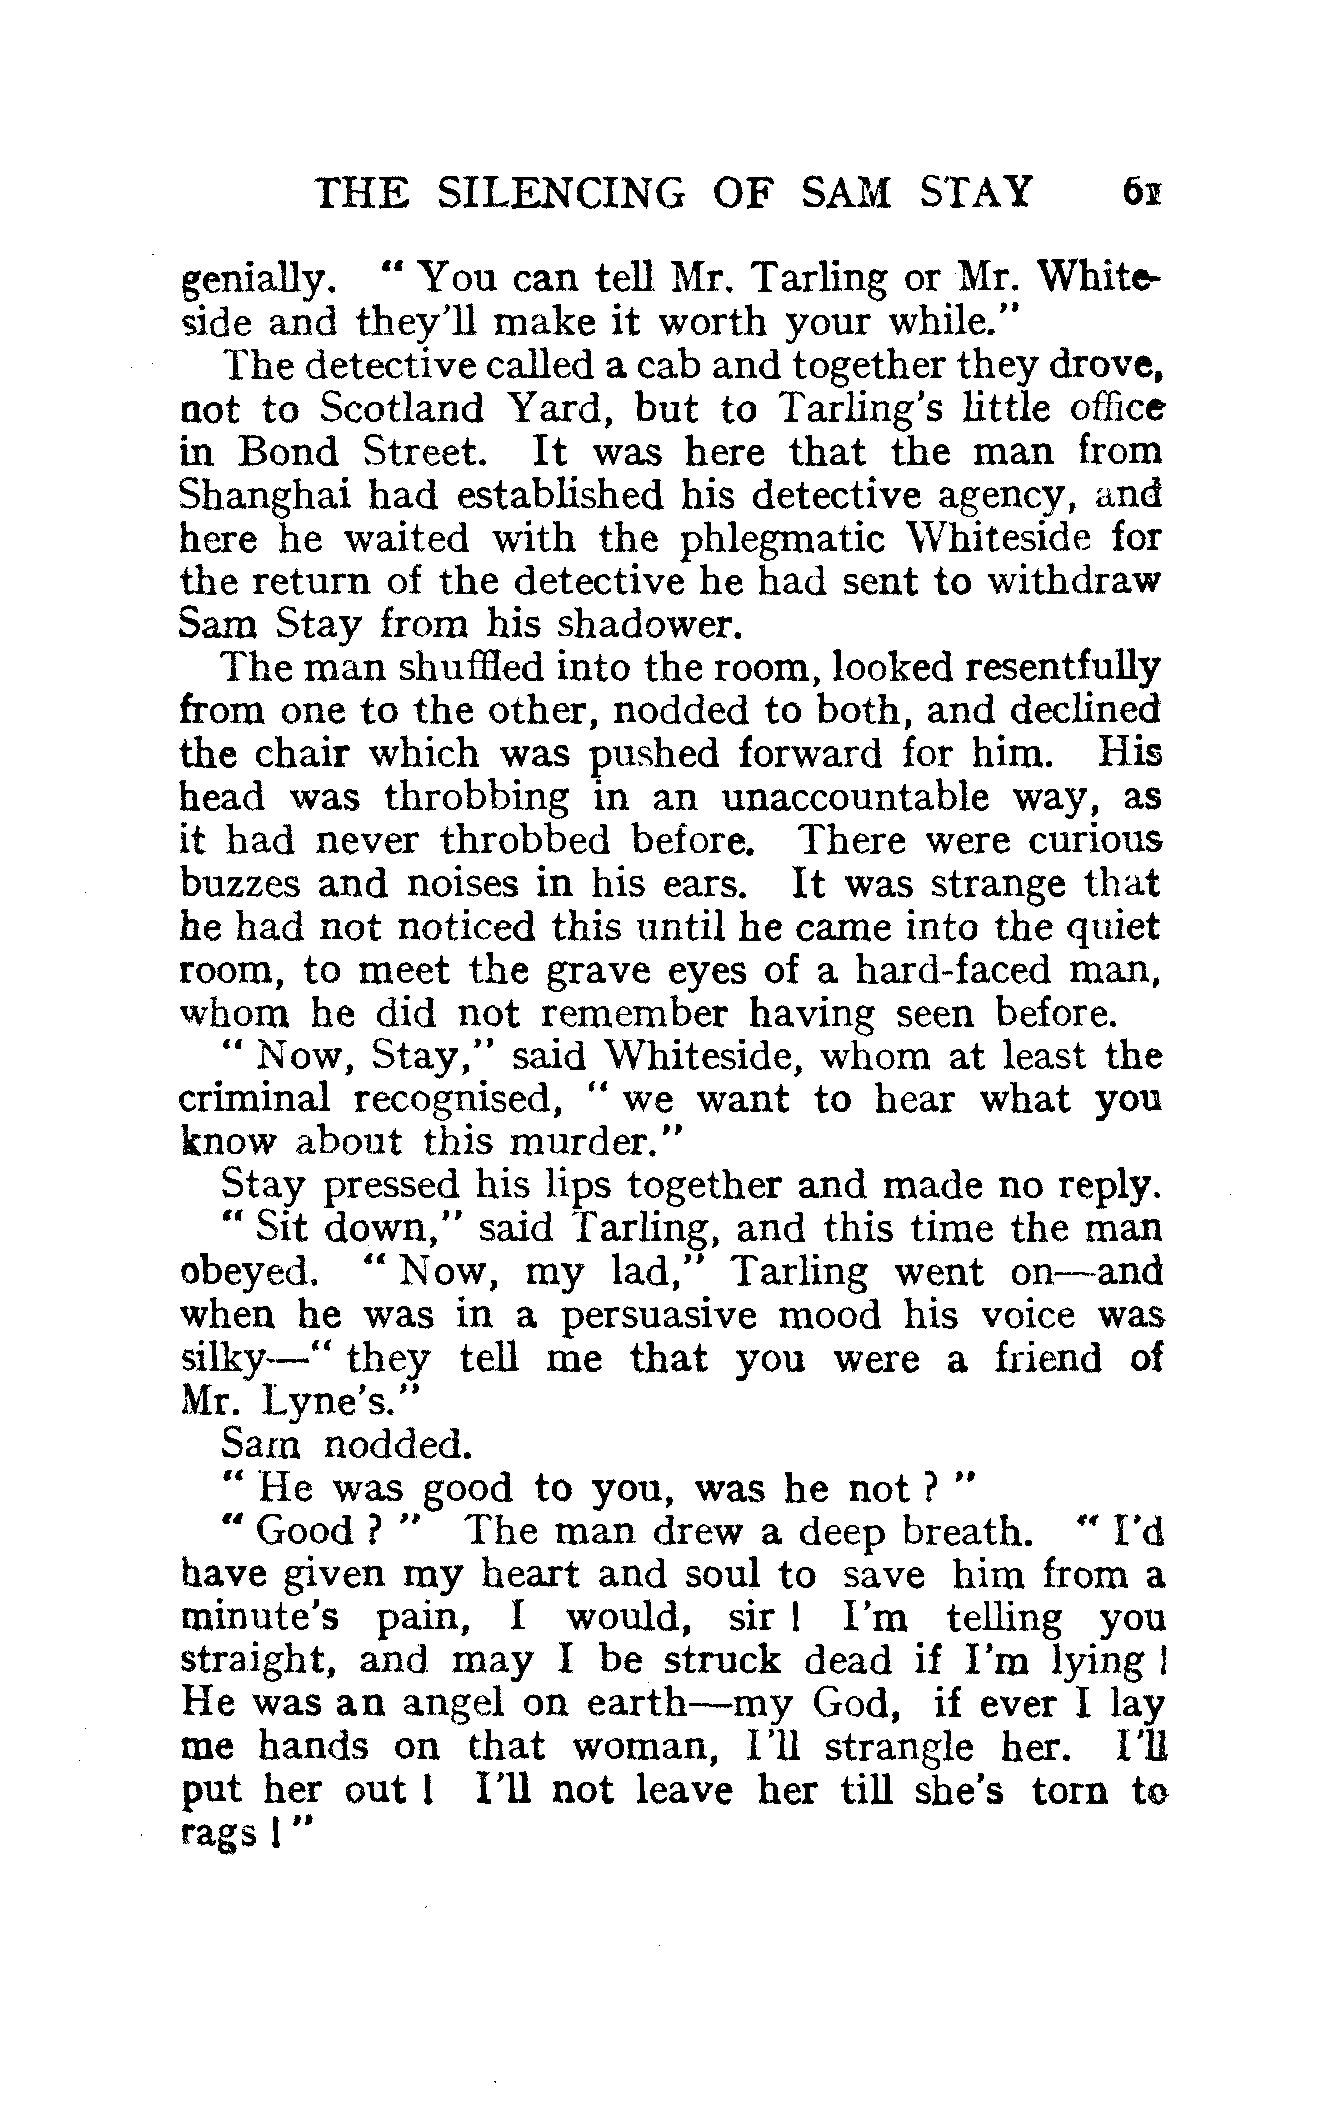 THE SILENCING OF SAM STAY 61
genially. " You can tell Mr. Tarling or Mr. White-
side and they'll make it worth your while."
The detective called a cab and together they drove,
not to Scotland Yard, but to Tarling's little office
in Bond Street. It was here that the man from
Shanghai had established his detective agency, and
here he waited with the phlegmatic Whiteside for
the return of the detective he had sent to withdraw
Sam Stay from his shadower.
The man shuffled into the room, looked resentfully
from one to the other, nodded to both, and declined
the chair which was pushed forward for him. His
head was throbbing in an unaccountable way, as
it had never throbbed before. There were curious
buzzes and noises in his ears. It was strange that
he had not noticed this until he came into the quiet
room, to meet the grave eyes of a hard-faced man,
whom he did not remember having seen before.
" Now, Stay," said Whiteside, whom at least the
criminal recognised, " we want to hear what you
know about this murder."
Stay pressed his lips together and made no reply.
" Sit down," said Tarling, and this time the man
obeyed. " Now, my lad," Tarling went on—and
when he was in a persuasive mood his voice was
silky—" they tell me that you were a friend of
Mr. Lyne's."
Sam nodded.
" He was good to you, was he not ? "
" Good ? " The man drew a deep breath. " I'd
have given my heart and soul to save him from a
minute's pain, I would, sir ! I'm telling you
straight, and may I be struck dead if I'm lying !
He was an angel on earth—my God, if ever I lay
me hands on that woman, I'll strangle her. I'll
put her out ! I'll not leave her till she's torn to
rags ! "